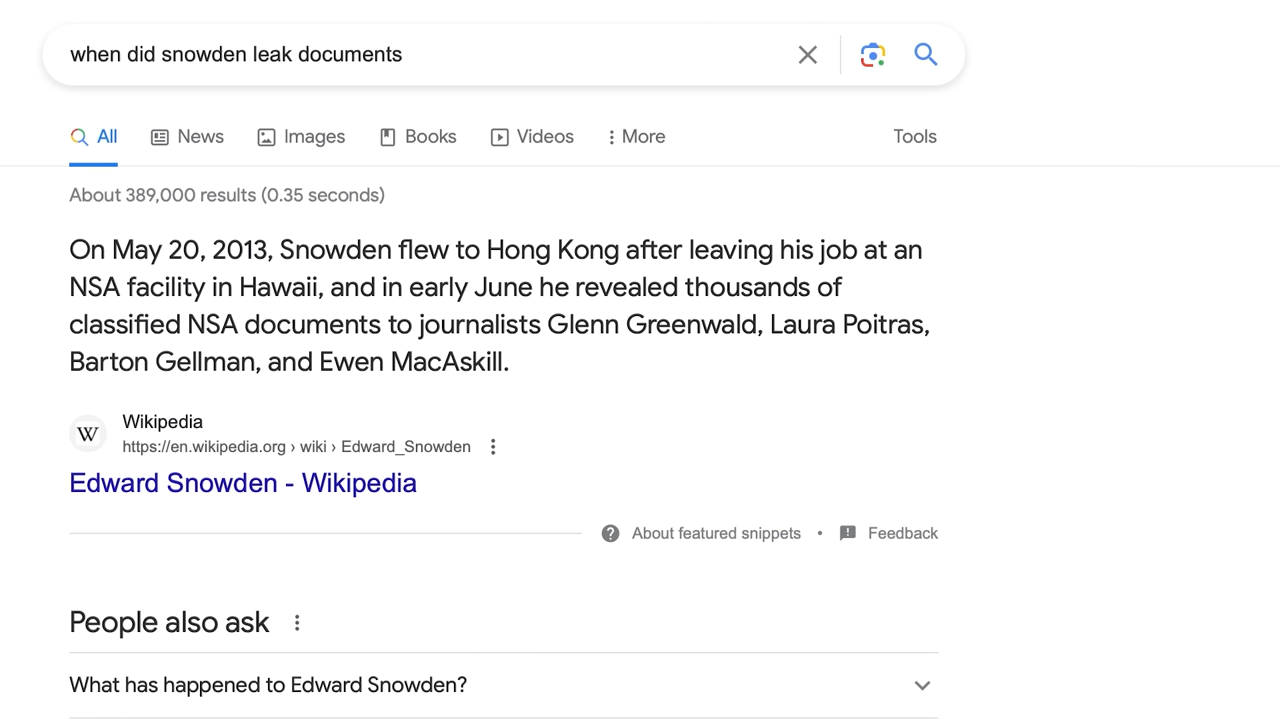 when did snowden leak documents
All News Images Books Videos More Tools
About 389,000 results (0.35 seconds)
On May 20, 2013, Snowden flew to Hong Kong after leaving his job at an
NSA facility in Hawaii, and in early June he revealed thousands of
classified NSA documents to journalists Glenn Greenwald, Laura Poitras,
Barton Gellman, and Ewen MacAskill.
W
Wikipedia
https://en.wikipedia.org › wiki › Edward_Snowden
Edward Snowden - Wikipedia
About featured snippets • Feedback
People also ask
What has happened to Edward Snowden?